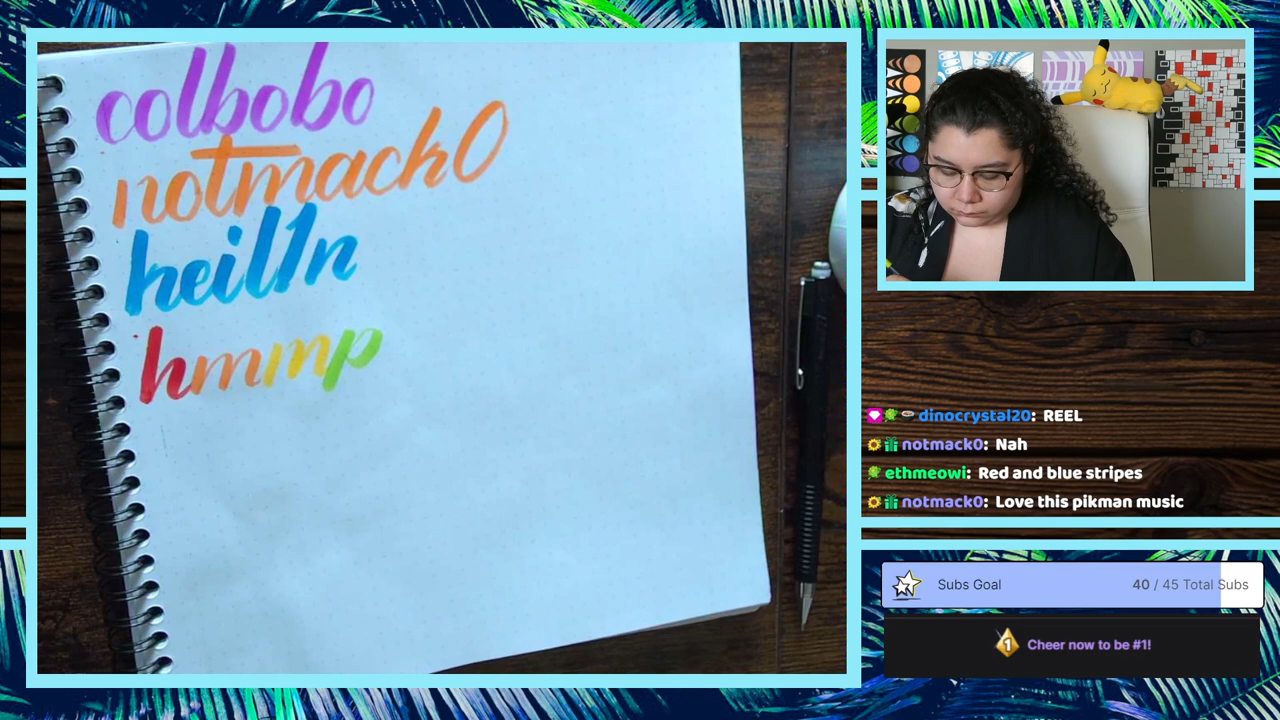 colbobo
notmack0
heil1n
hmmp
dinocrystal20: REEL
notmack0: Nah
ethmeowi: Red and blue stripes
notmack0: Love this pikman music
Subs Goal 40 / 45 Total Subs
1 Cheer now to be #1!